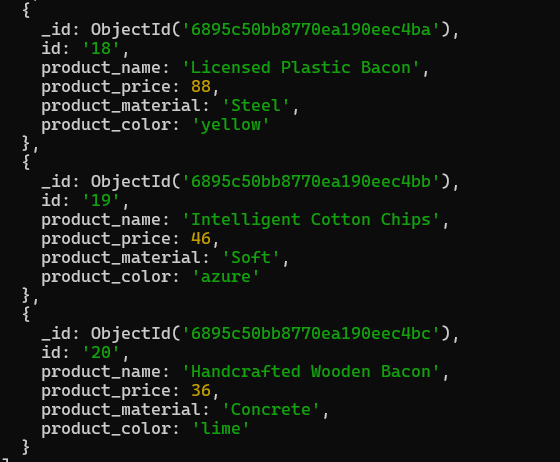 {
_id: ObjectId('6895c50bb8770ea190eec4ba'),
id: '18',
product_name: 'Licensed Plastic Bacon',
product_price: 88,
product_material: 'Steel',
product_color: 'yellow'
},
{
_id: ObjectId('6895c50bb8770ea190eec4bb'),
id: '19',
product_name: 'Intelligent Cotton Chips',
product_price: 46,
product_material: 'Soft',
product_color: 'azure'
},
{
_id: ObjectId('6895c50bb8770ea190eec4bc'),
id: '20',
product_name: 'Handcrafted Wooden Bacon',
product_price: 36,
product_material: 'Concrete',
product_color: 'lime'
}